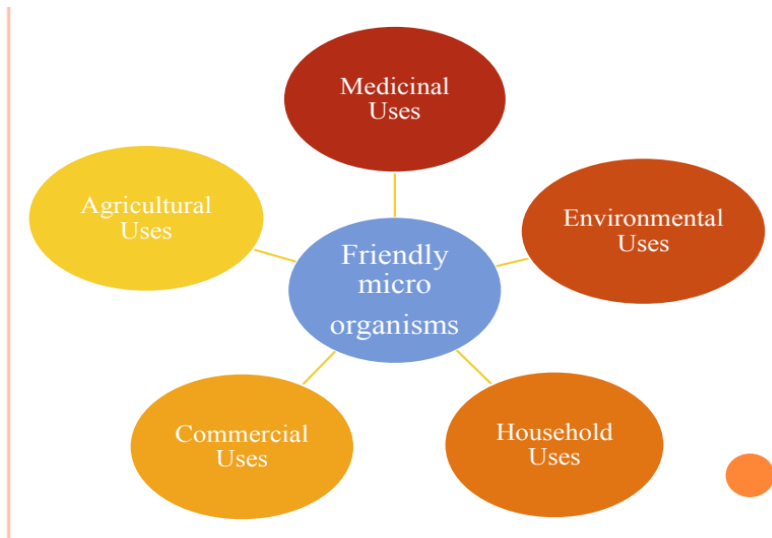 Medicinal
Uses
Environmental
Uses
Household
Uses
Commercial
Uses
Agricultural
Uses
Friendly
micro
organisms